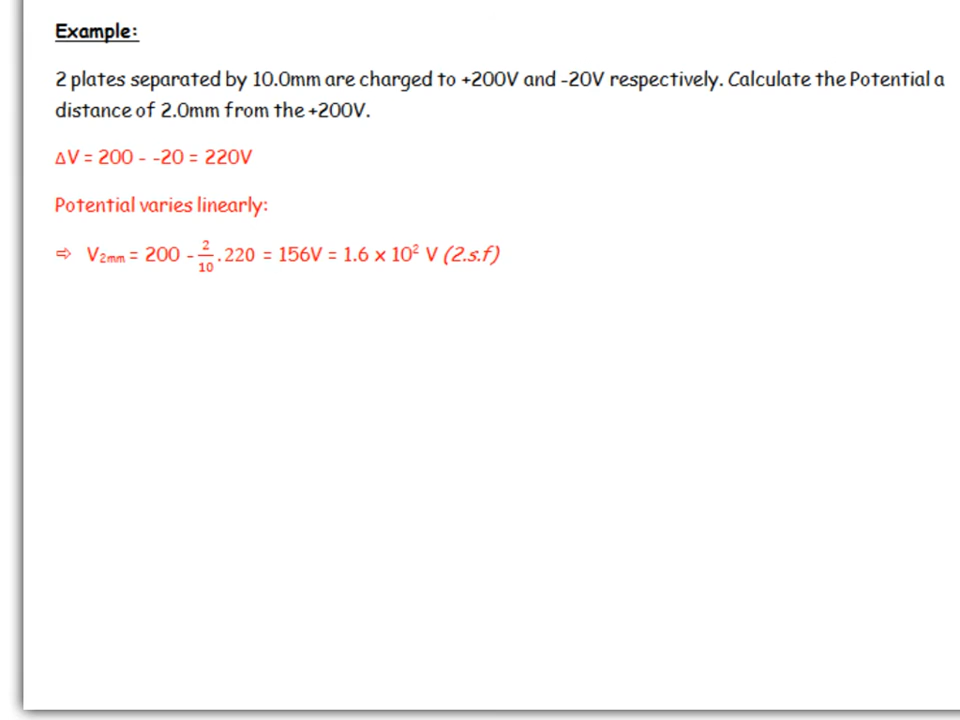 Example:
2 plates separated by 10.0mm are charged to +200V and -20V respectively. Calculate the Potential a
distance of 2.0mm from the +200V.
ΔV = 200 - -20 = 220V
Potential varies linearly:
⇨ V₂mm = 200 - 2/10 . 220 = 156V = 1.6 x 10² V (2.s.f)